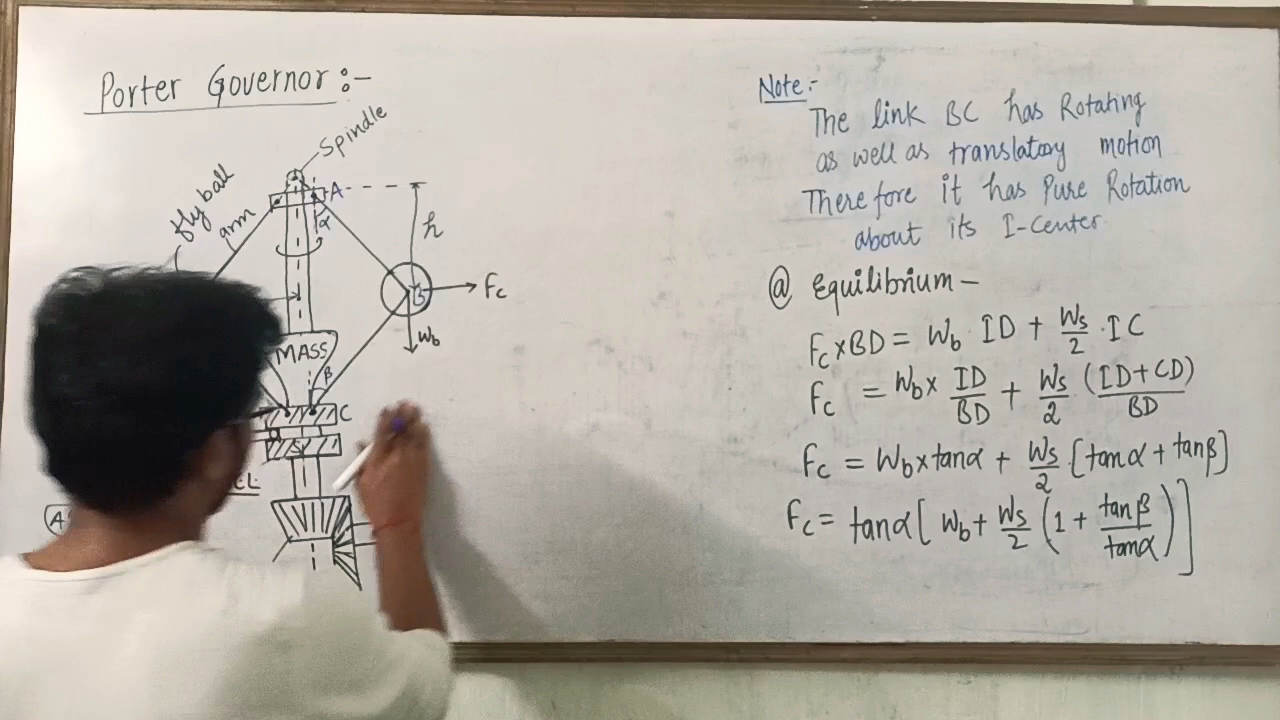 Porter Governor:-
Spindle
fly ball
arm
A
α
h
B
Fc
Wb
MASS
β
C
Note:-
The link BC has Rotating
as well as translatory motion
Therefore it has Pure Rotation
about its I-Center.
@ Equilibrium -
Fc × BD = Wb · ID + Ws/2 · IC
Fc = Wb × ID/BD + Ws/2 (ID+CD)/BD
Fc = Wb × tanα + Ws/2 [tanα + tanβ]
Fc = tanα [ Wb + Ws/2 (1 + tanβ/tanα) ]